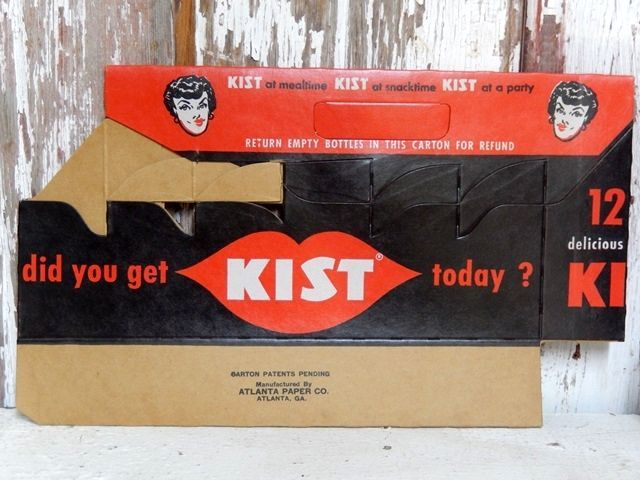 KIST at mealtime KIST at snacktime KIST at a party
RETURN EMPTY BOTTLES IN THIS CARTON FOR REFUND
did you get KIST® today ?
12
delicious
KI
CARTON PATENTS PENDING
Manufactured By
ATLANTA PAPER CO.
ATLANTA, GA.